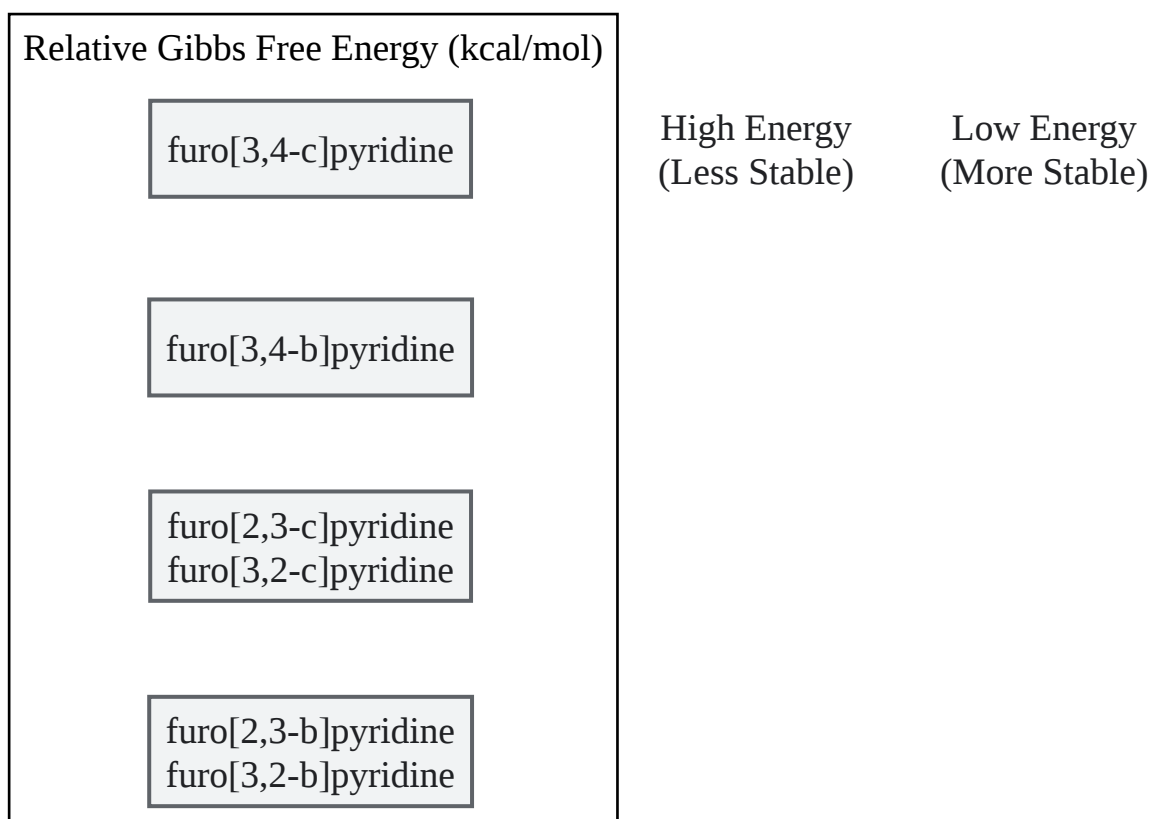 Relative Gibbs Free Energy (kcal/mol)
furo[3,4-c]pyridine
High Energy
(Less Stable)
Low Energy
(More Stable)
furo[3,4-b]pyridine
furo[2,3-c]pyridine
furo[3,2-c]pyridine
furo[2,3-b]pyridine
furo[3,2-b]pyridine